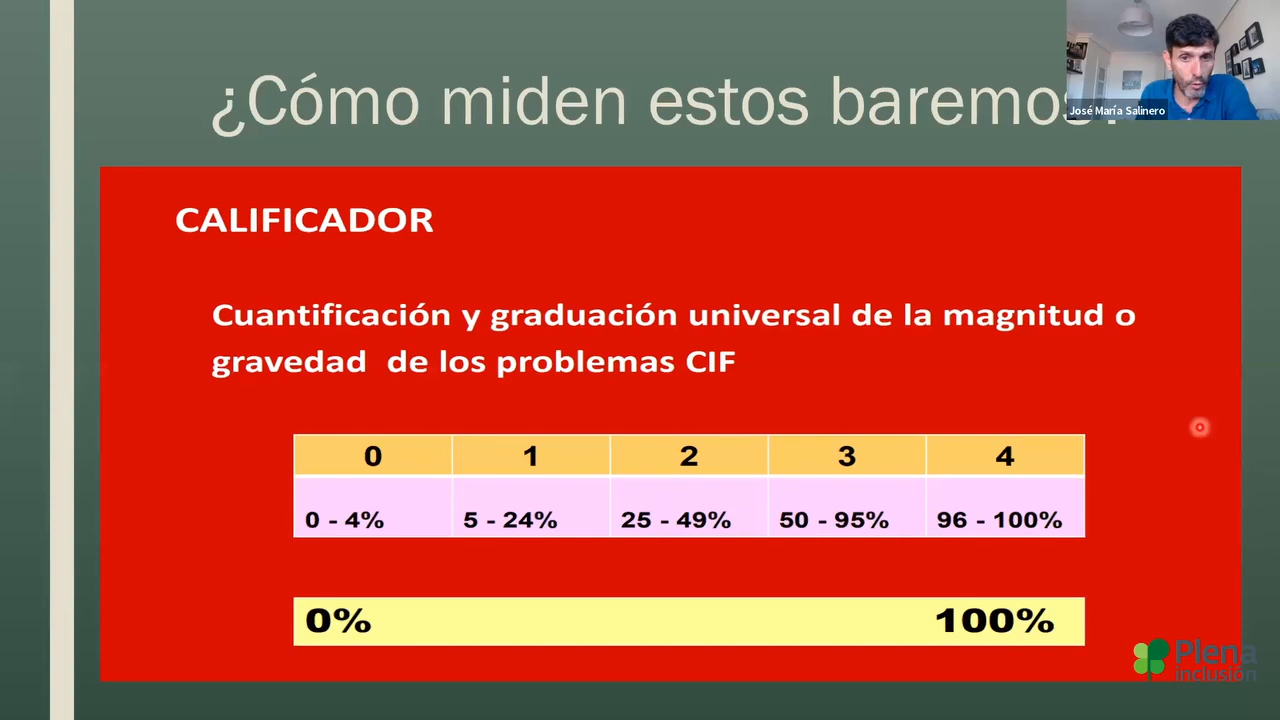 ¿Cómo miden estos baremos?
José María Salinero
CALIFICADOR
Cuantificación y graduación universal de la magnitud o
gravedad de los problemas CIF
0 1 2 3 4
0 - 4% 5 - 24% 25 - 49% 50 - 95% 96 - 100%
0% 100%
Plena
inclusión